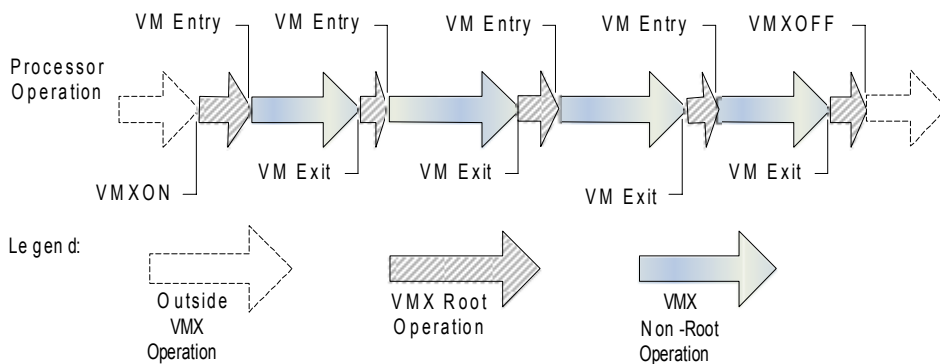 VM Entry VM Entry VM Entry VM Entry VMXOFF
Processor
Operation
VMXON VM Exit VM Exit VM Exit VM Exit
Legend:
Outside
VMX
Operation
VMX Root
Operation
VMX
Non-Root
Operation